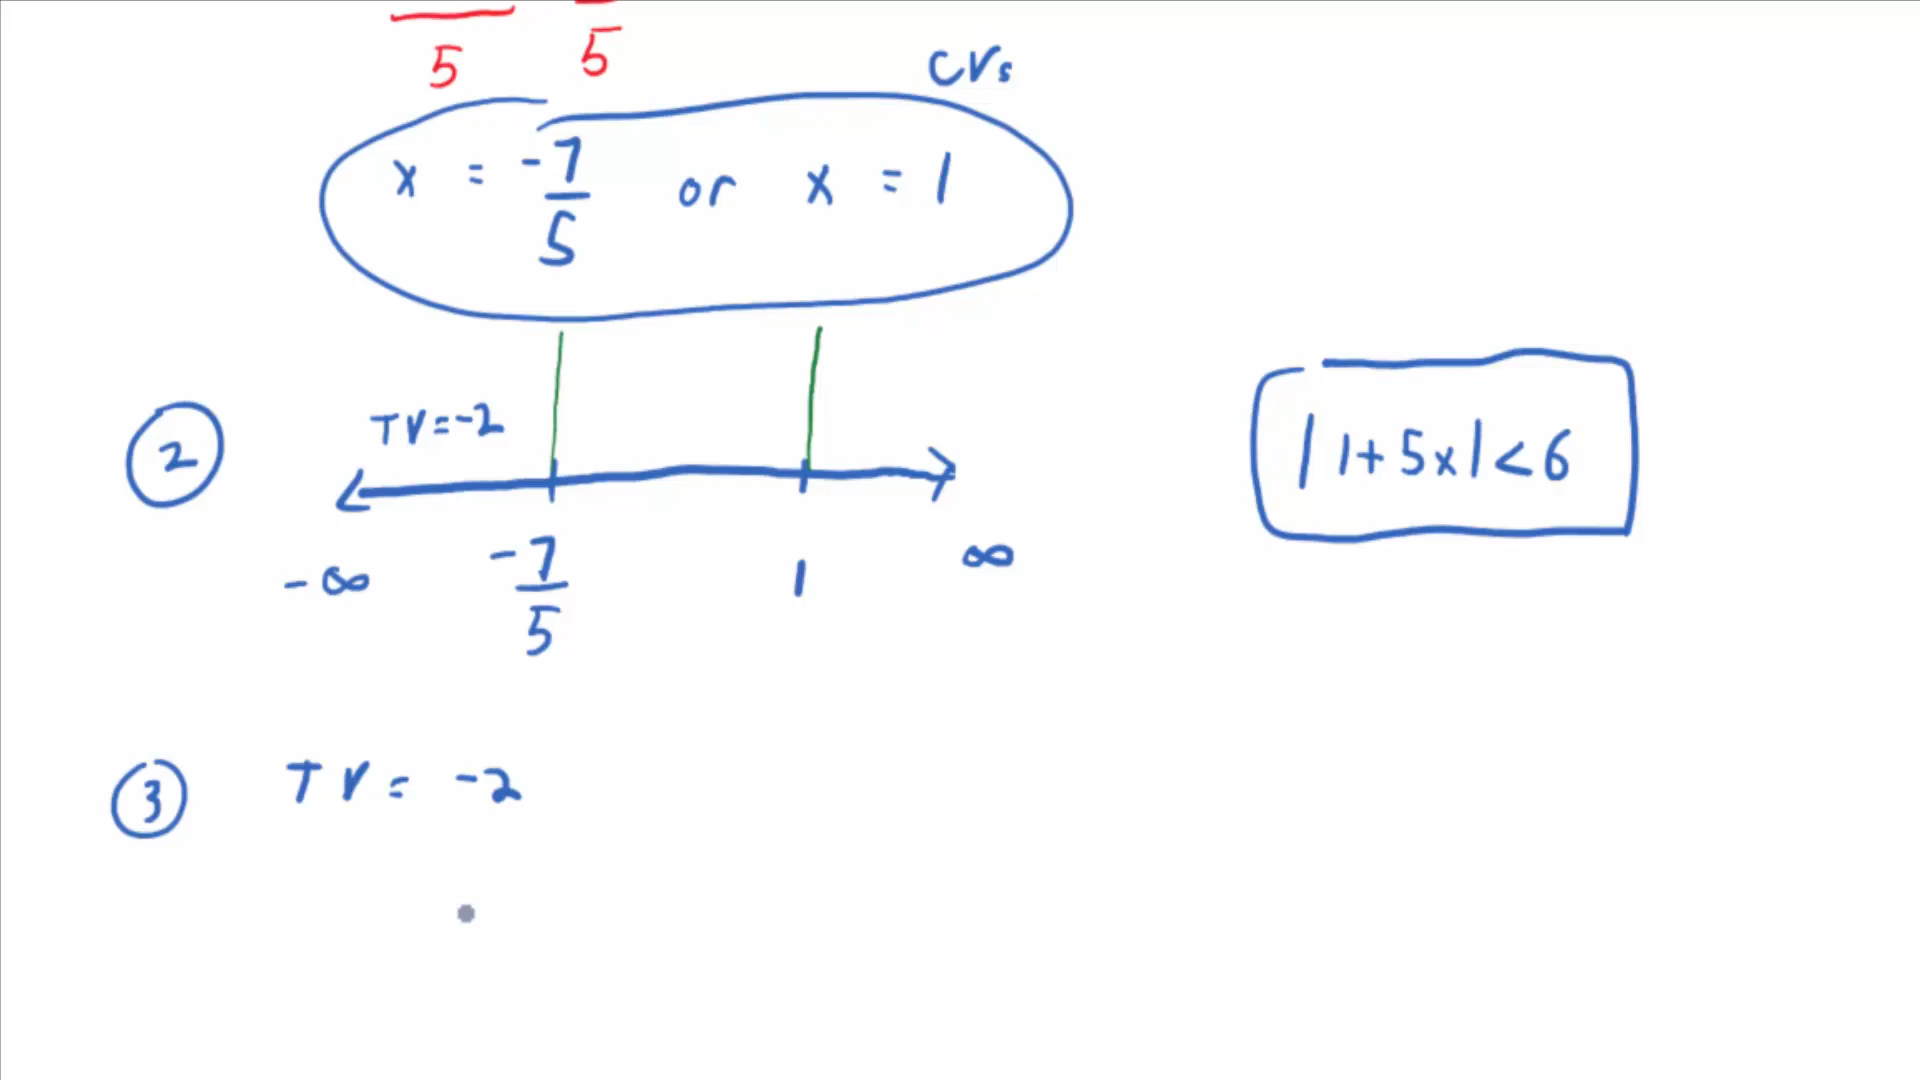 5 5
CVs
x = -7/5 or x = 1
② TV=-2
|1+5x|<6
-∞ -7/5 1 ∞
③ TV= -2